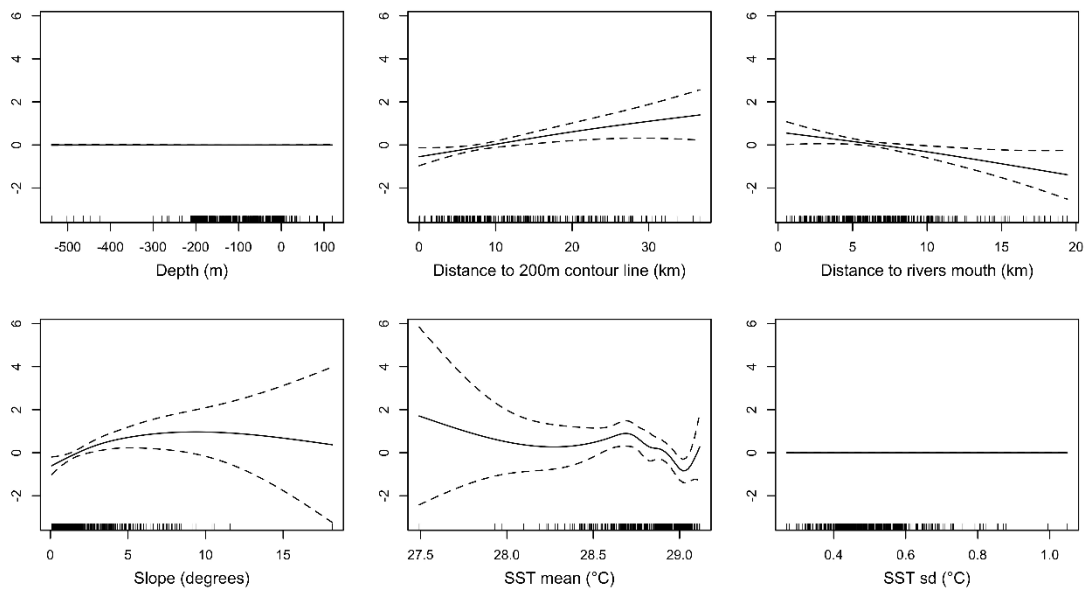 6
4
2
0
-2
-500 -400 -300 -200 -100 0 100
Depth (m)
6
4
2
0
-2
0 10 20 30
Distance to 200m contour line (km)
6
4
2
0
-2
0 5 10 15 20
Distance to rivers mouth (km)
6
4
2
0
-2
0 5 10 15
Slope (degrees)
6
4
2
0
-2
27.5 28.0 28.5 29.0
SST mean (°C)
6
4
2
0
-2
0.4 0.6 0.8 1.0
SST sd (°C)